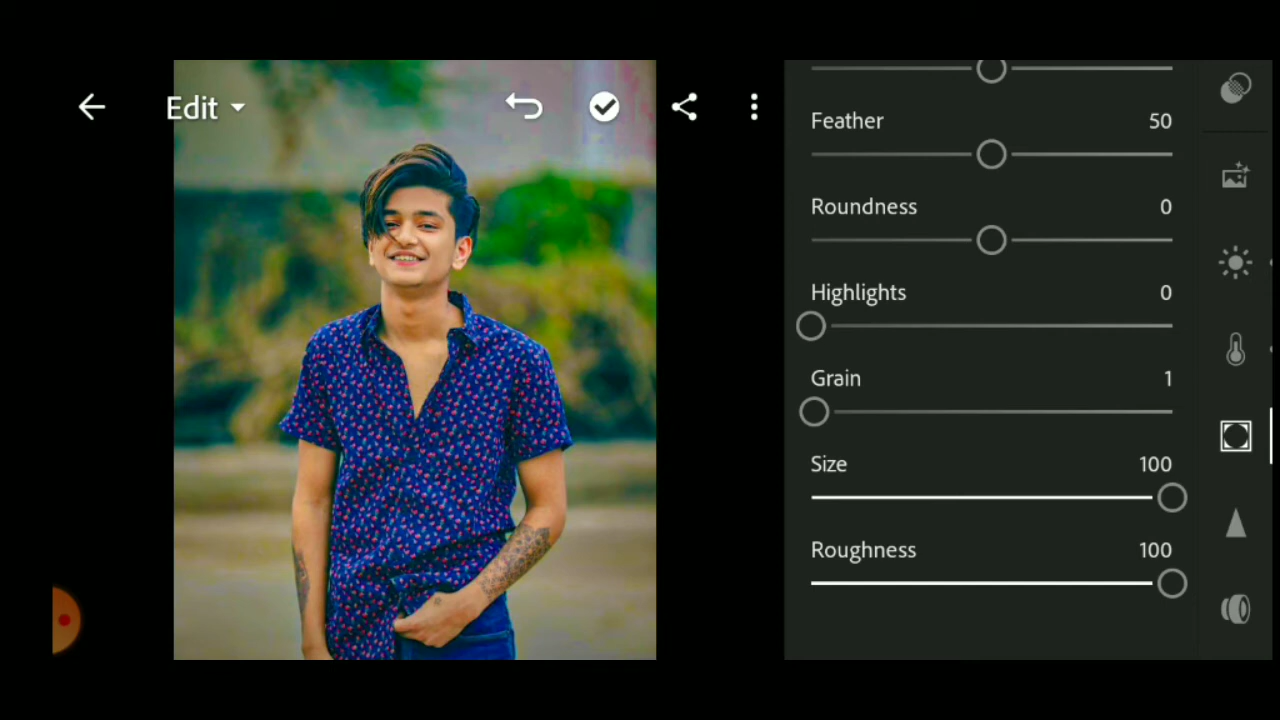 Edit
Feather 50
Roundness 0
Highlights 0
Grain 1
Size 100
Roughness 100